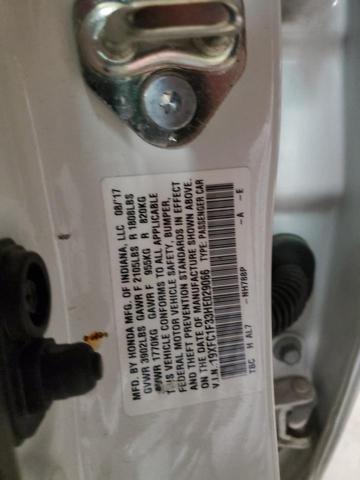 MFD. BY HONDA MFG. OF INDIANA, LLC 08/17
GVWR 3902LBS GAWR F 2105LBS R 1808LBS
GVWR 1770KG GAWR F 955KG R 820KG
THIS VEHICLE CONFORMS TO ALL APPLICABLE
FEDERAL MOTOR VEHICLE SAFETY, BUMPER,
AND THEFT PREVENTION STANDARDS IN EFFECT
ON THE DATE OF MANUFACTURE SHOWN ABOVE.
V.I.N. 19XFC1F33HE029066 TYPE: PASSENGER CAR
TBC H AL7 -NH788P -A -E